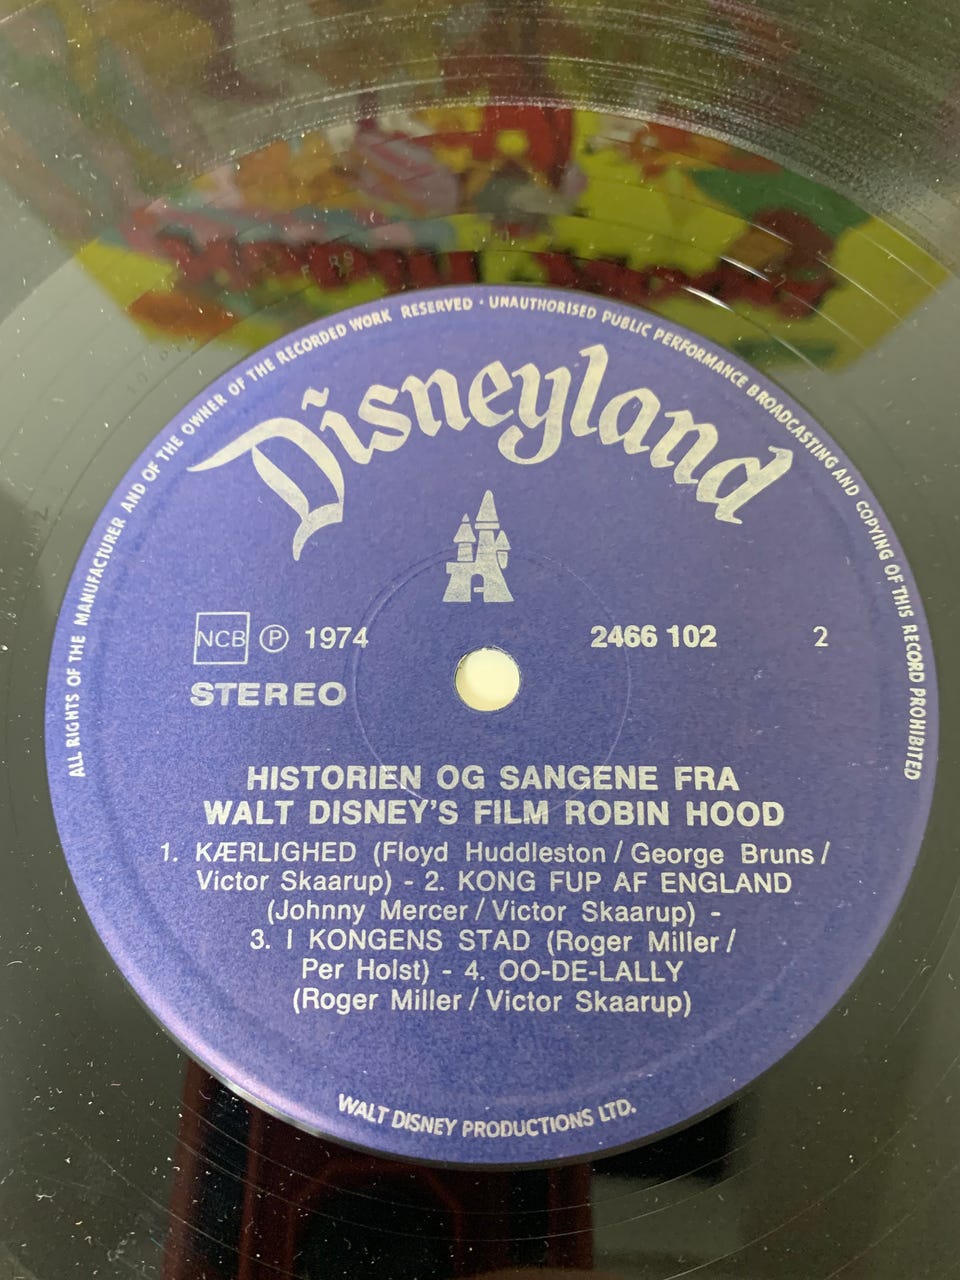 ALL RIGHTS OF THE MANUFACTURER AND OF THE OWNER OF THE RECORDED WORK RESERVED · UNAUTHORISED PUBLIC PERFORMANCE BROADCASTING AND COPYING OF THIS RECORD PROHIBITED
Disneyland
NCB Ⓟ 1974 2466 102 2
STEREO
HISTORIEN OG SANGENE FRA
WALT DISNEY'S FILM ROBIN HOOD
1. KÆRLIGHED (Floyd Huddleston / George Bruns /
Victor Skaarup) - 2. KONG FUP AF ENGLAND
(Johnny Mercer / Victor Skaarup) -
3. I KONGENS STAD (Roger Miller /
Per Holst) - 4. OO-DE-LALLY
(Roger Miller / Victor Skaarup)
WALT DISNEY PRODUCTIONS LTD.